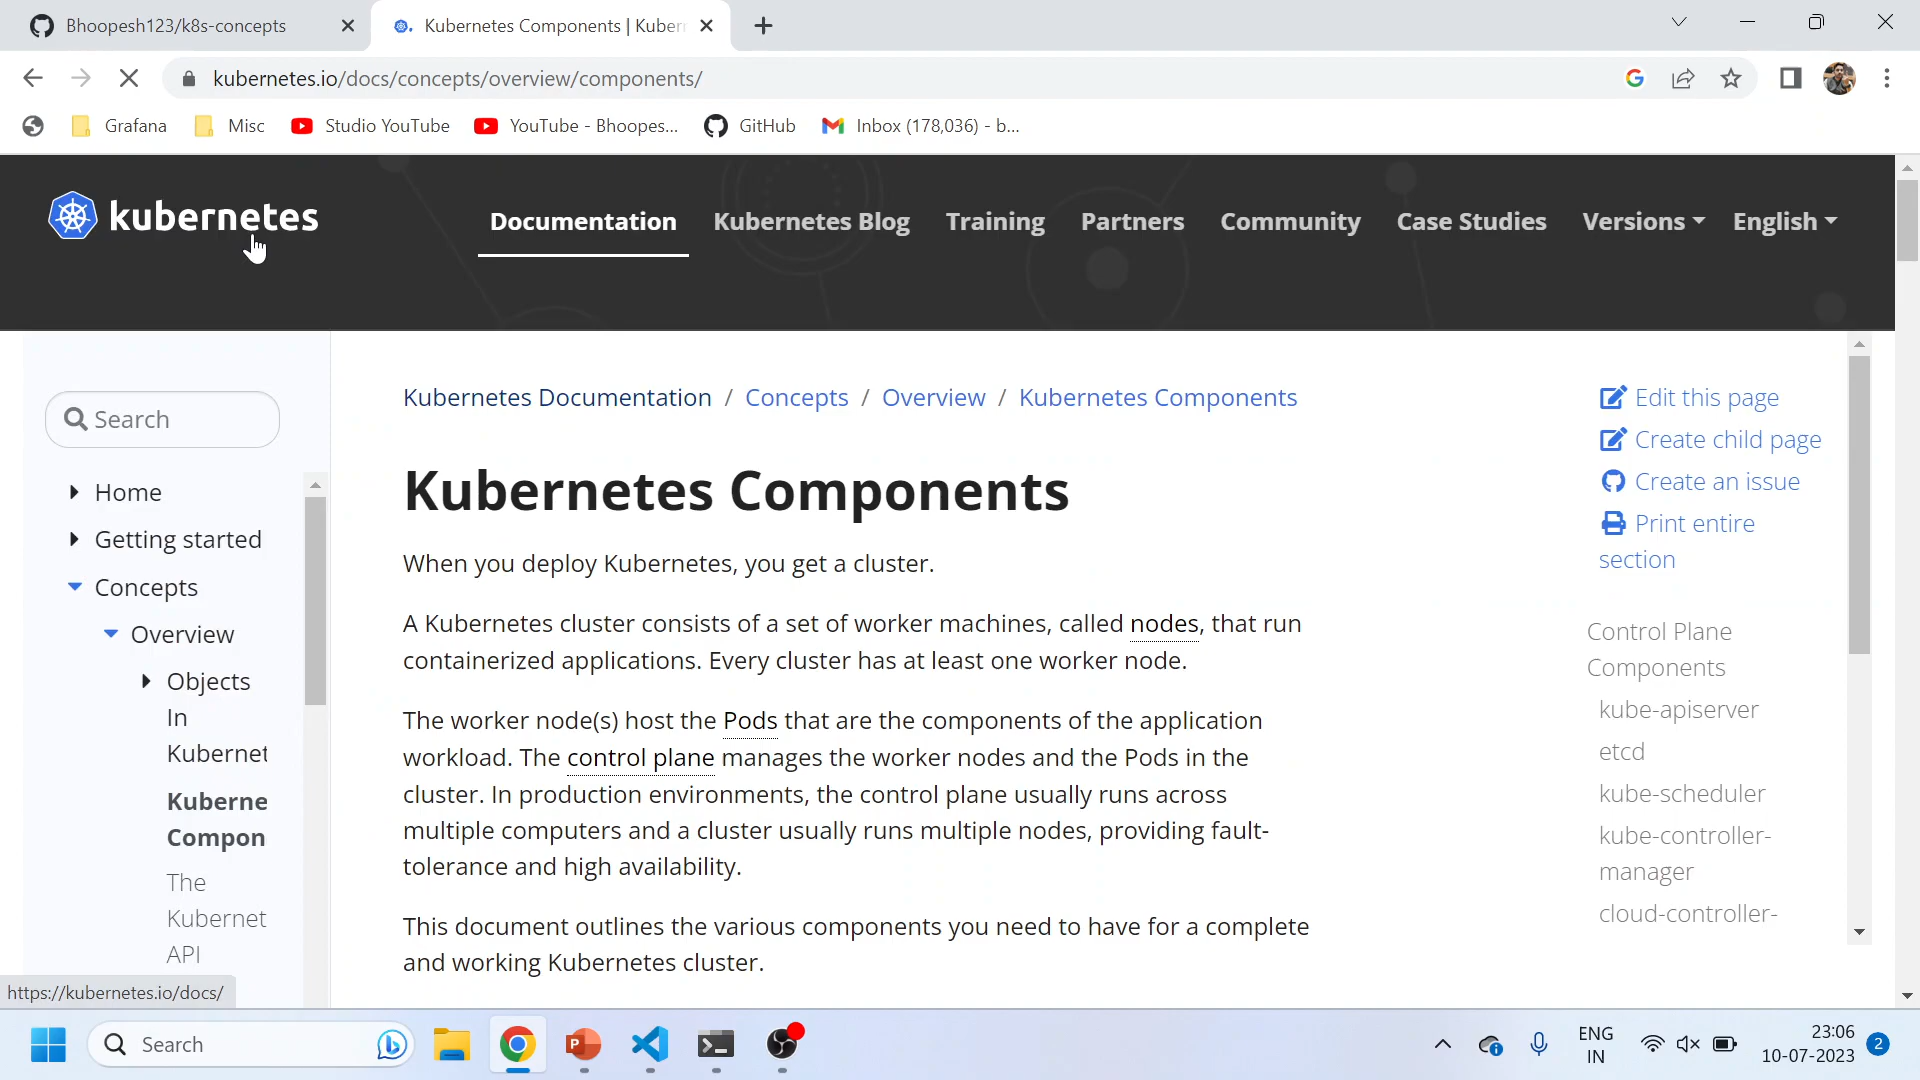 Bhoopesh123/k8s-concepts
Kubernetes Components | Kuber
kubernetes.io/docs/concepts/overview/components/
Grafana
Misc
Studio YouTube
YouTube - Bhoopes...
GitHub
Inbox (178,036) - b...
kubernetes
Documentation
Kubernetes Blog
Training
Partners
Community
Case Studies
Versions
English
Search
Home
Getting started
Concepts
Overview
Objects
In
Kubernet
Kuberne
Compon
The
Kubernet
API
Kubernetes Documentation / Concepts / Overview / Kubernetes Components
Kubernetes Components
When you deploy Kubernetes, you get a cluster.
A Kubernetes cluster consists of a set of worker machines, called nodes, that run
containerized applications. Every cluster has at least one worker node.
The worker node(s) host the Pods that are the components of the application
workload. The control plane manages the worker nodes and the Pods in the
cluster. In production environments, the control plane usually runs across
multiple computers and a cluster usually runs multiple nodes, providing fault-
tolerance and high availability.
This document outlines the various components you need to have for a complete
and working Kubernetes cluster.
Edit this page
Create child page
Create an issue
Print entire
section
Control Plane
Components
kube-apiserver
etcd
kube-scheduler
kube-controller-
manager
cloud-controller-
https://kubernetes.io/docs/
Search
ENG
IN
23:06
10-07-2023
2